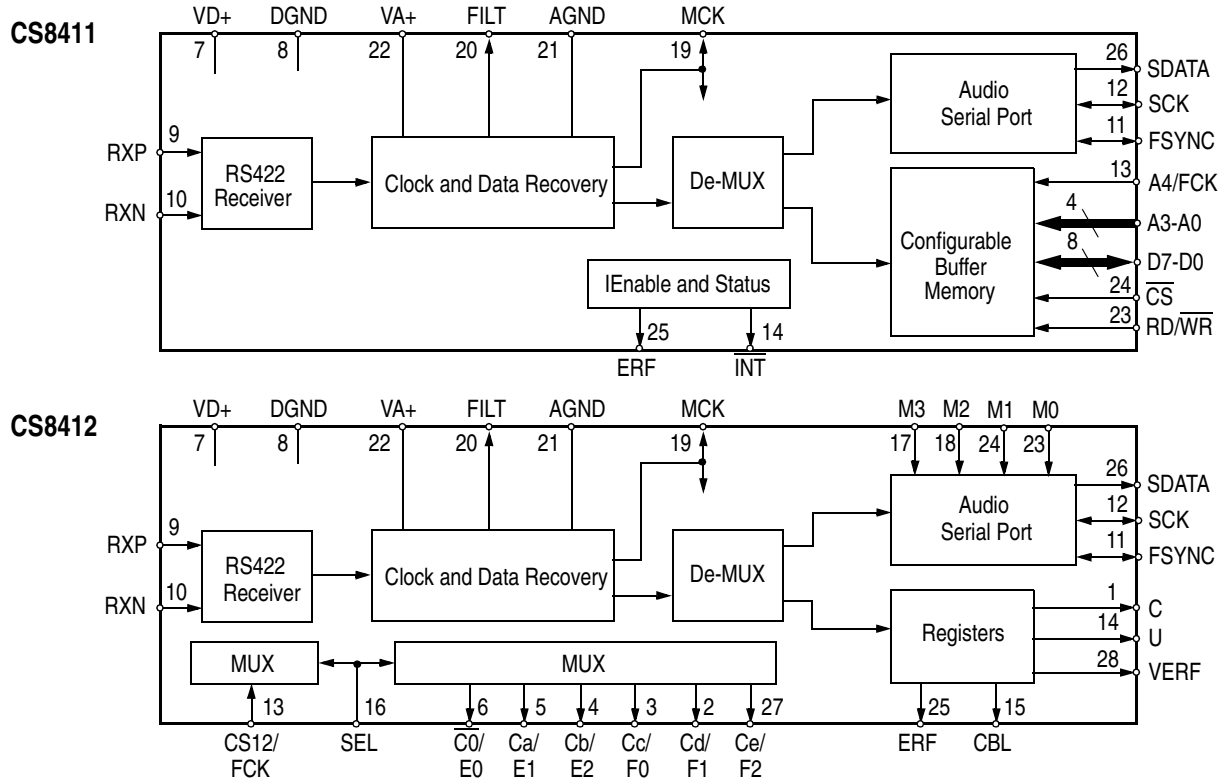 CS8411
VD+ DGND VA+ FILT AGND MCK
7 8 22 20 21 19
26 SDATA
Audio
Serial Port
12 SCK
11 FSYNC
RXP 9
RXN 10
RS422
Receiver
Clock and Data Recovery
De-MUX
13 A4/FCK
4 A3-A0
8 D7-D0
Configurable
Buffer
Memory
24 C̅S̅
23 RD/W̅R̅
IEnable and Status
25 14
ERF I̅N̅T̅
CS8412
VD+ DGND VA+ FILT AGND MCK M3 M2 M1 M0
7 8 22 20 21 19 17 18 24 23
26 SDATA
Audio
Serial Port
12 SCK
11 FSYNC
RXP 9
RXN 10
RS422
Receiver
Clock and Data Recovery
De-MUX
Registers
1 C
14 U
28 VERF
MUX MUX
13 16 6 5 4 3 2 27 25 15
CS12/ SEL C̅0̅/ Ca/ Cb/ Cc/ Cd/ Ce/ ERF CBL
FCK E0 E1 E2 F0 F1 F2